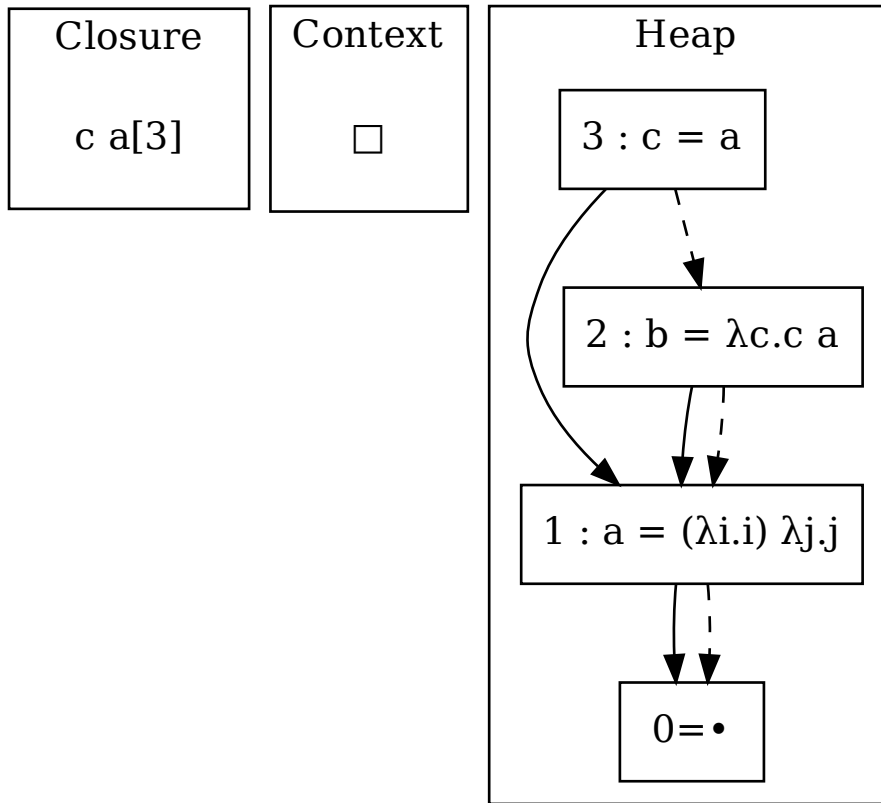 Closure
c a[3]
Context
□
Heap
3 : c = a
2 : b = λc.c a
1 : a = (λi.i) λj.j
0=•